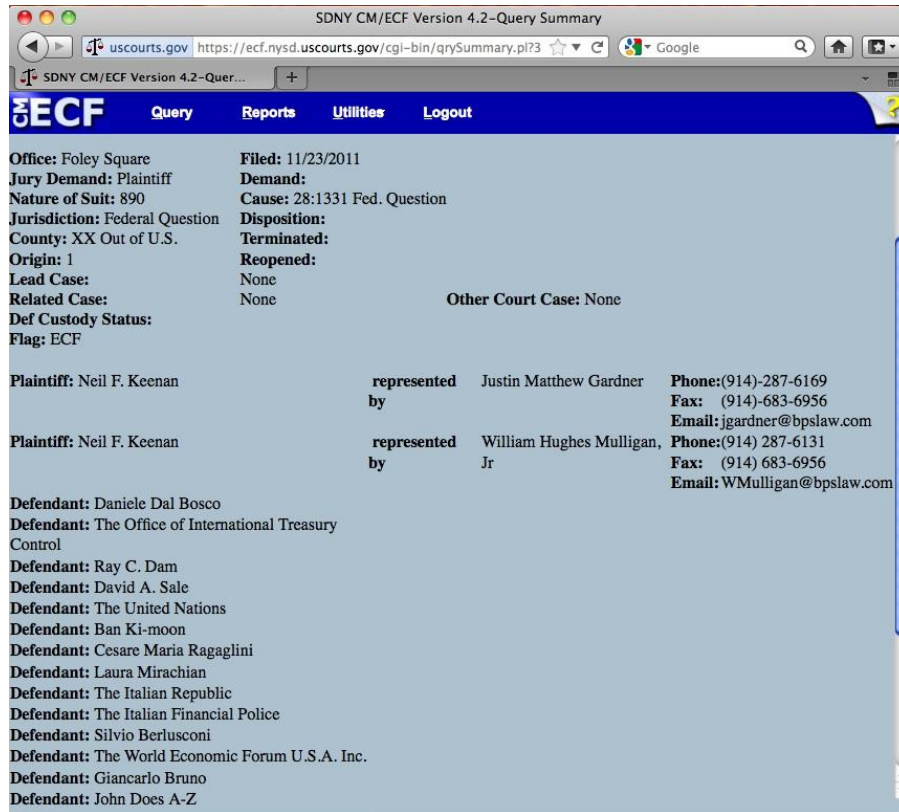 SDNY CM/ECF Version 4.2-Query Summary
uscourts.gov https://ecf.nysd.uscourts.gov/cgi-bin/qrySummary.pl?3 Google
SDNY CM/ECF Version 4.2-Quer... +
CM ECF Query Reports Utilities Logout ?
Office: Foley Square Filed: 11/23/2011
Jury Demand: Plaintiff Demand:
Nature of Suit: 890 Cause: 28:1331 Fed. Question
Jurisdiction: Federal Question Disposition:
County: XX Out of U.S. Terminated:
Origin: 1 Reopened:
Lead Case: None
Related Case: None Other Court Case: None
Def Custody Status:
Flag: ECF
Plaintiff: Neil F. Keenan represented by Justin Matthew Gardner Phone:(914)-287-6169
Fax: (914)-683-6956
Email:jgardner@bpslaw.com
Plaintiff: Neil F. Keenan represented by William Hughes Mulligan, Jr Phone:(914) 287-6131
Fax: (914) 683-6956
Email:WMulligan@bpslaw.com
Defendant: Daniele Dal Bosco
Defendant: The Office of International Treasury
Control
Defendant: Ray C. Dam
Defendant: David A. Sale
Defendant: The United Nations
Defendant: Ban Ki-moon
Defendant: Cesare Maria Ragaglini
Defendant: Laura Mirachian
Defendant: The Italian Republic
Defendant: The Italian Financial Police
Defendant: Silvio Berlusconi
Defendant: The World Economic Forum U.S.A. Inc.
Defendant: Giancarlo Bruno
Defendant: John Does A-Z